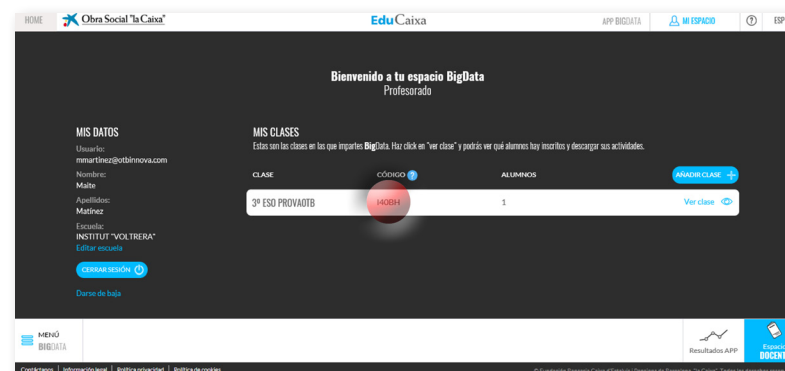 HOME
Obra Social "la Caixa"
EduCaixa
APP BIGDATA
MI ESPACIO
?
ESP
Bienvenido a tu espacio BigData
Profesorado
MIS DATOS
Usuario:
mmartinez@otbinnova.com
Nombre:
Maite
Apellidos:
Matínez
Escuela:
INSTITUT "VOLTRERA"
Editar escuela
CERRAR SESIÓN
Darse de baja
MIS CLASES
Estas son las clases en las que impartes BigData. Haz click en "ver clase" y podrás ver qué alumnos hay inscritos y descargar sus actividades.
CLASE CÓDIGO ? ALUMNOS AÑADIR CLASE +
3º ESO PROVAOTB I40BH 1 Ver clase
MENÚ
BIGDATA
Resultados APP
Espacio
DOCENT
Contáctanos | Información legal | Política privacidad | Política de cookies